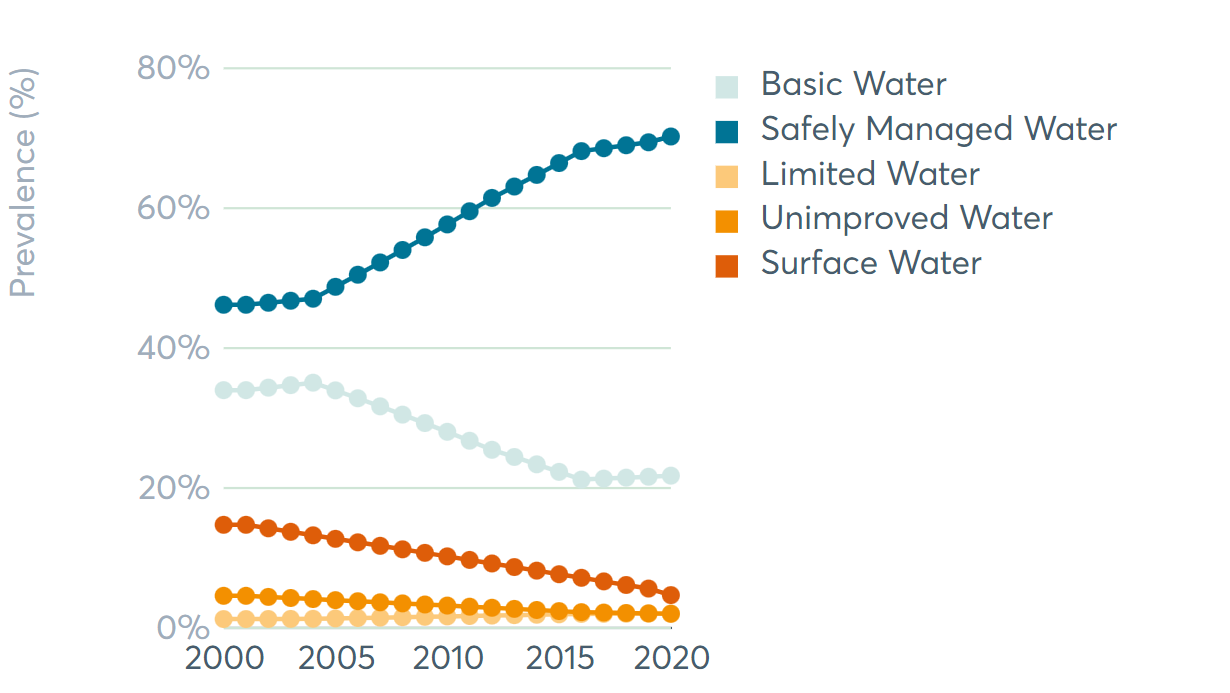 Prevalence (%)
80%
60%
40%
20%
0%
2000 2005 2010 2015 2020
Basic Water
Safely Managed Water
Limited Water
Unimproved Water
Surface Water